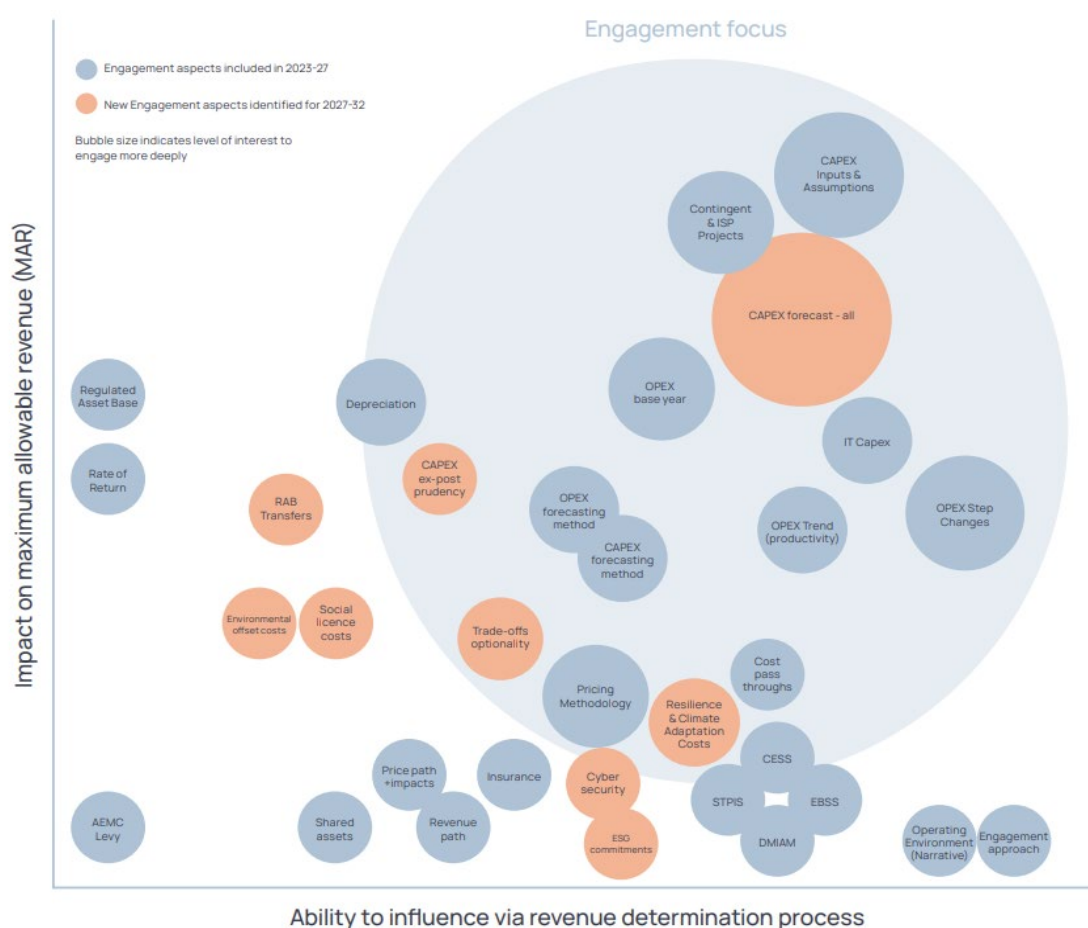 Engagement focus
Engagement aspects included in 2023-27
New Engagement aspects identified for 2027-32
Bubble size indicates level of interest to
engage more deeply
Impact on maximum allowable revenue (MAR)
CAPEX
Inputs &
Assumptions
Contingent
& ISP
Projects
CAPEX forecast - all
Regulated
Asset Base
Depreciation
OPEX
base year
IT Capex
Rate of
Return
CAPEX
ex-post
prudency
RAB
Transfers
OPEX
forecasting
method
CAPEX
forecasting
method
OPEX Trend
(productivity)
OPEX Step
Changes
Environmental
offset costs
Social
licence
costs
Trade-offs
optionality
Cost
pass
throughs
Pricing
Methodology
Resilience
& Climate
Adaptation
Costs
Price path
+impacts
Insurance
Cyber
security
CESS
STPIS
EBSS
AEMC
Levy
Shared
assets
Revenue
path
ESG
commitments
DMIAM
Operating
Environment
(Narrative)
Engagement
approach
Ability to influence via revenue determination process